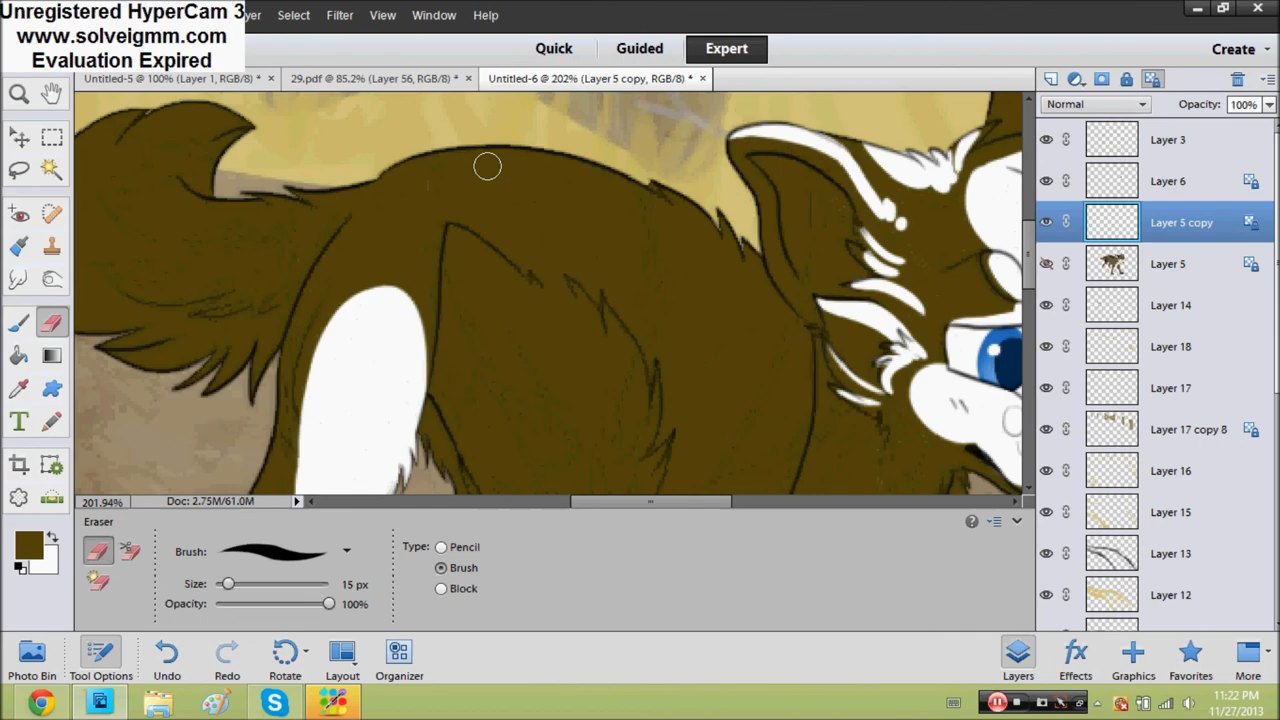 Unregistered HyperCam 3
www.solveigmm.com
Evaluation Expired
Select Filter View Window Help
Quick Guided Expert Create
Untitled-5 @ 100% (Layer 1, RGB/8) * × 29.pdf @ 85.2% (Layer 56, RGB/8) * × Untitled-6 @ 202% (Layer 5 copy, RGB/8) * ×
Normal Opacity: 100%
Layer 3
Layer 6
Layer 5 copy
Layer 5
Layer 14
Layer 18
Layer 17
Layer 17 copy 8
Layer 16
Layer 15
Layer 13
Layer 12
201.94% Doc: 2.75M/61.0M
Eraser
Brush:
Size: 15 px
Opacity: 100%
Type: Pencil
Brush
Block
Photo Bin Tool Options Undo Redo Rotate Layout Organizer Layers Effects Graphics Favorites More
11:22 PM
11/27/2013